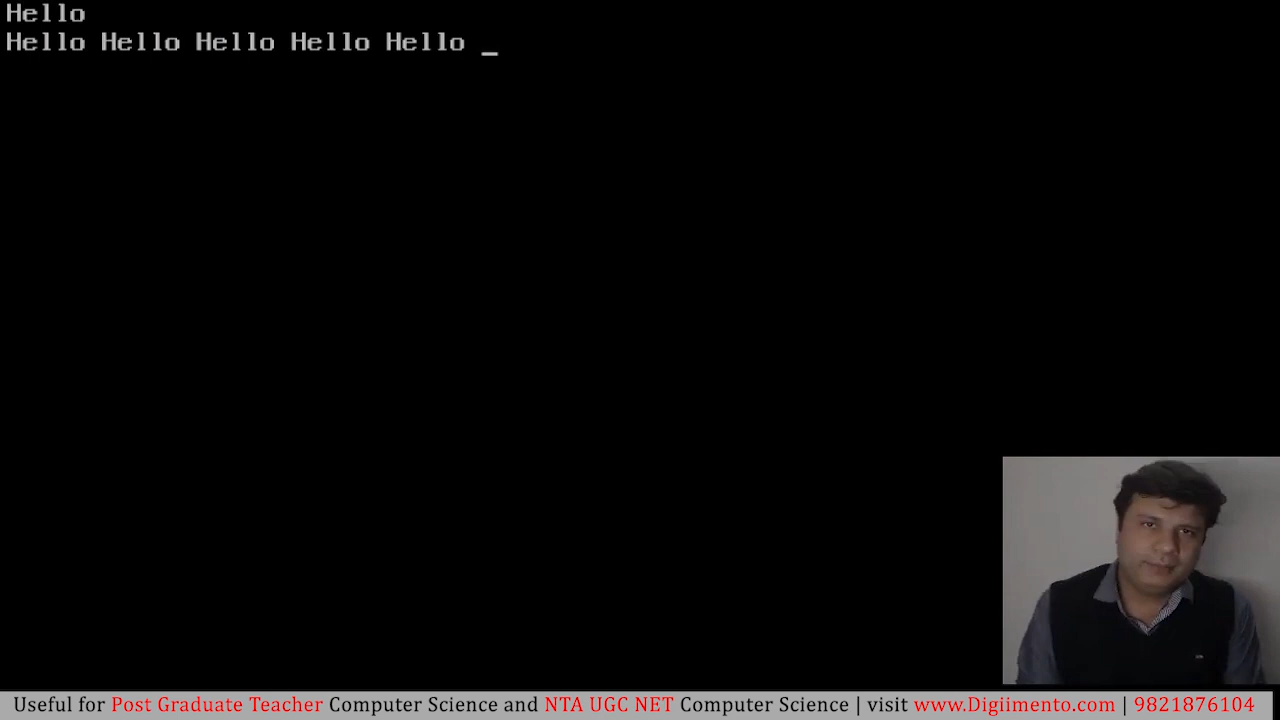 Hello
Hello Hello Hello Hello Hello _
Useful for Post Graduate Teacher Computer Science and NTA UGC NET Computer Science | visit www.Digiimento.com | 9821876104